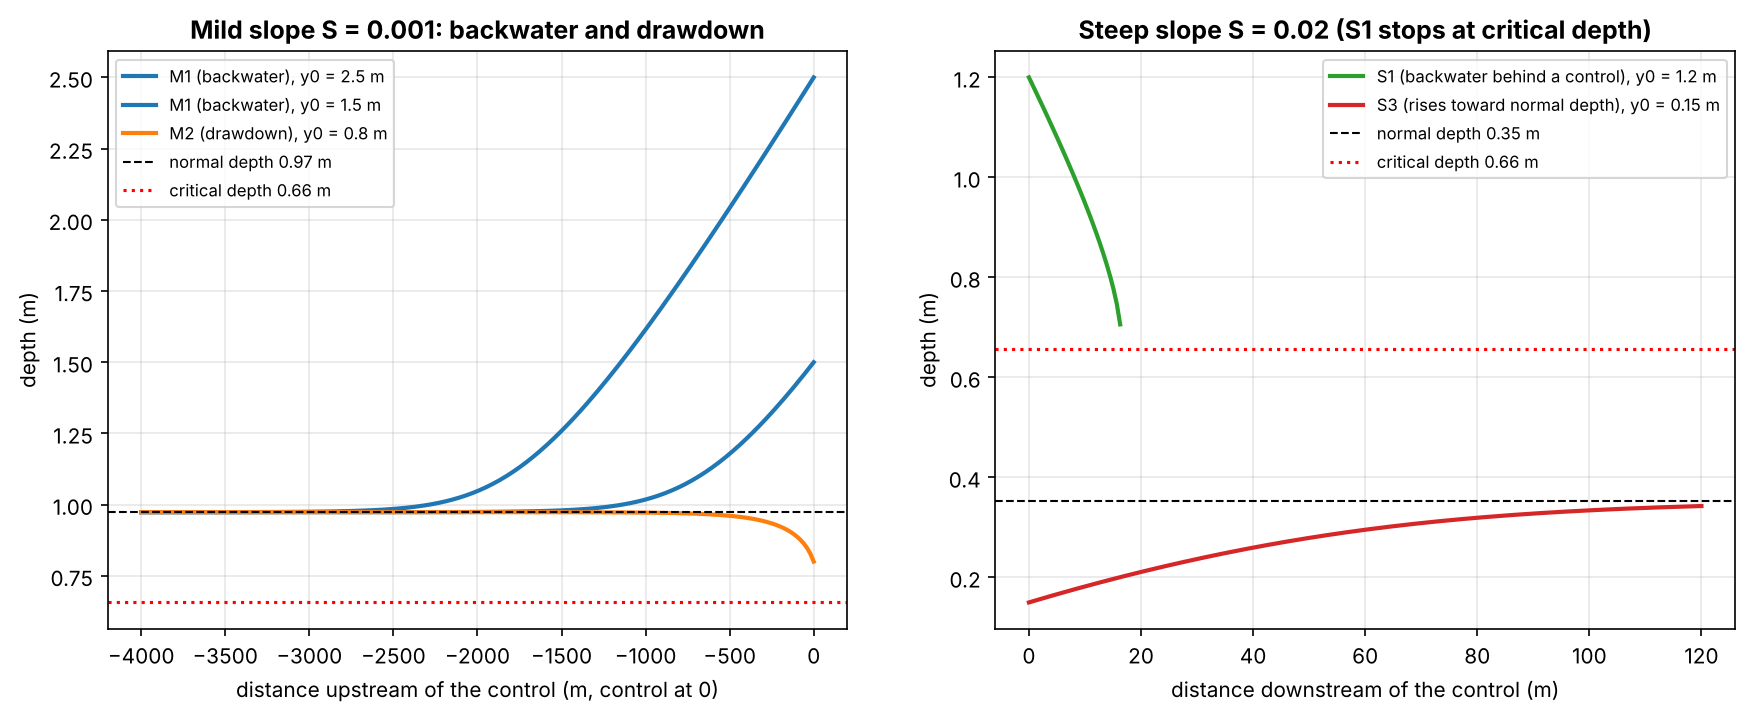 Mild slope S = 0.001: backwater and drawdown
M1 (backwater), y0 = 2.5 m
M1 (backwater), y0 = 1.5 m
M2 (drawdown), y0 = 0.8 m
normal depth 0.97 m
critical depth 0.66 m
depth (m)
2.50
2.25
2.00
1.75
1.50
1.25
1.00
0.75
−4000 −3500 −3000 −2500 −2000 −1500 −1000 −500 0
distance upstream of the control (m, control at 0)
Steep slope S = 0.02 (S1 stops at critical depth)
S1 (backwater behind a control), y0 = 1.2 m
S3 (rises toward normal depth), y0 = 0.15 m
normal depth 0.35 m
critical depth 0.66 m
depth (m)
1.2
1.0
0.8
0.6
0.4
0.2
0 20 40 60 80 100 120
distance downstream of the control (m)